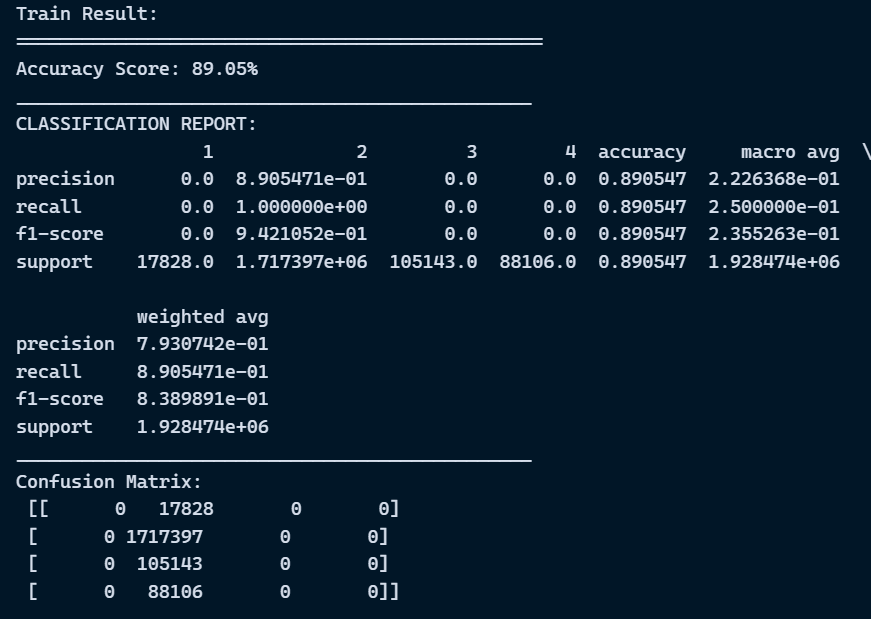 Train Result:
================================================
Accuracy Score: 89.05%
_______________________________________________
CLASSIFICATION REPORT:
                 1             2         3        4  accuracy     macro avg  \
precision      0.0  8.905471e-01       0.0      0.0  0.890547  2.226368e-01
recall         0.0  1.000000e+00       0.0      0.0  0.890547  2.500000e-01
f1-score       0.0  9.421052e-01       0.0      0.0  0.890547  2.355263e-01
support    17828.0  1.717397e+06  105143.0  88106.0  0.890547  1.928474e+06
           weighted avg
precision  7.930742e-01
recall     8.905471e-01
f1-score   8.389891e-01
support    1.928474e+06
_______________________________________________
Confusion Matrix:
 [[      0   17828       0       0]
 [      0 1717397       0       0]
 [      0  105143       0       0]
 [      0   88106       0       0]]